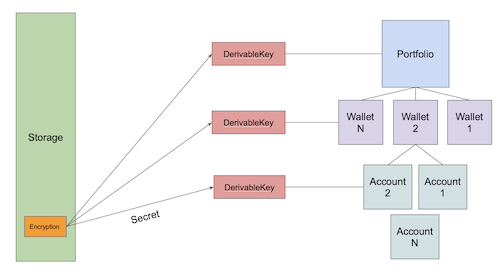 DerivableKey
Portfolio
Storage
DerivableKey
Wallet
N
Wallet
2
Wallet
1
DerivableKey
Account
2
Account
1
Secret
Encryption
Account
N